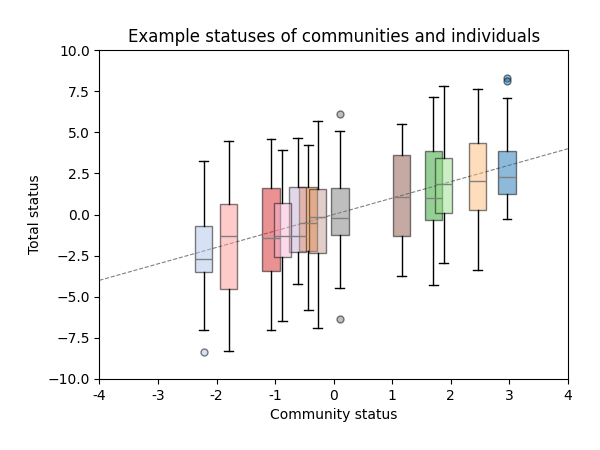 Example statuses of communities and individuals
10.0
7.5
5.0
2.5
0.0
−2.5
−5.0
−7.5
−10.0
Total status
-4 -3 -2 -1 0 1 2 3 4
Community status